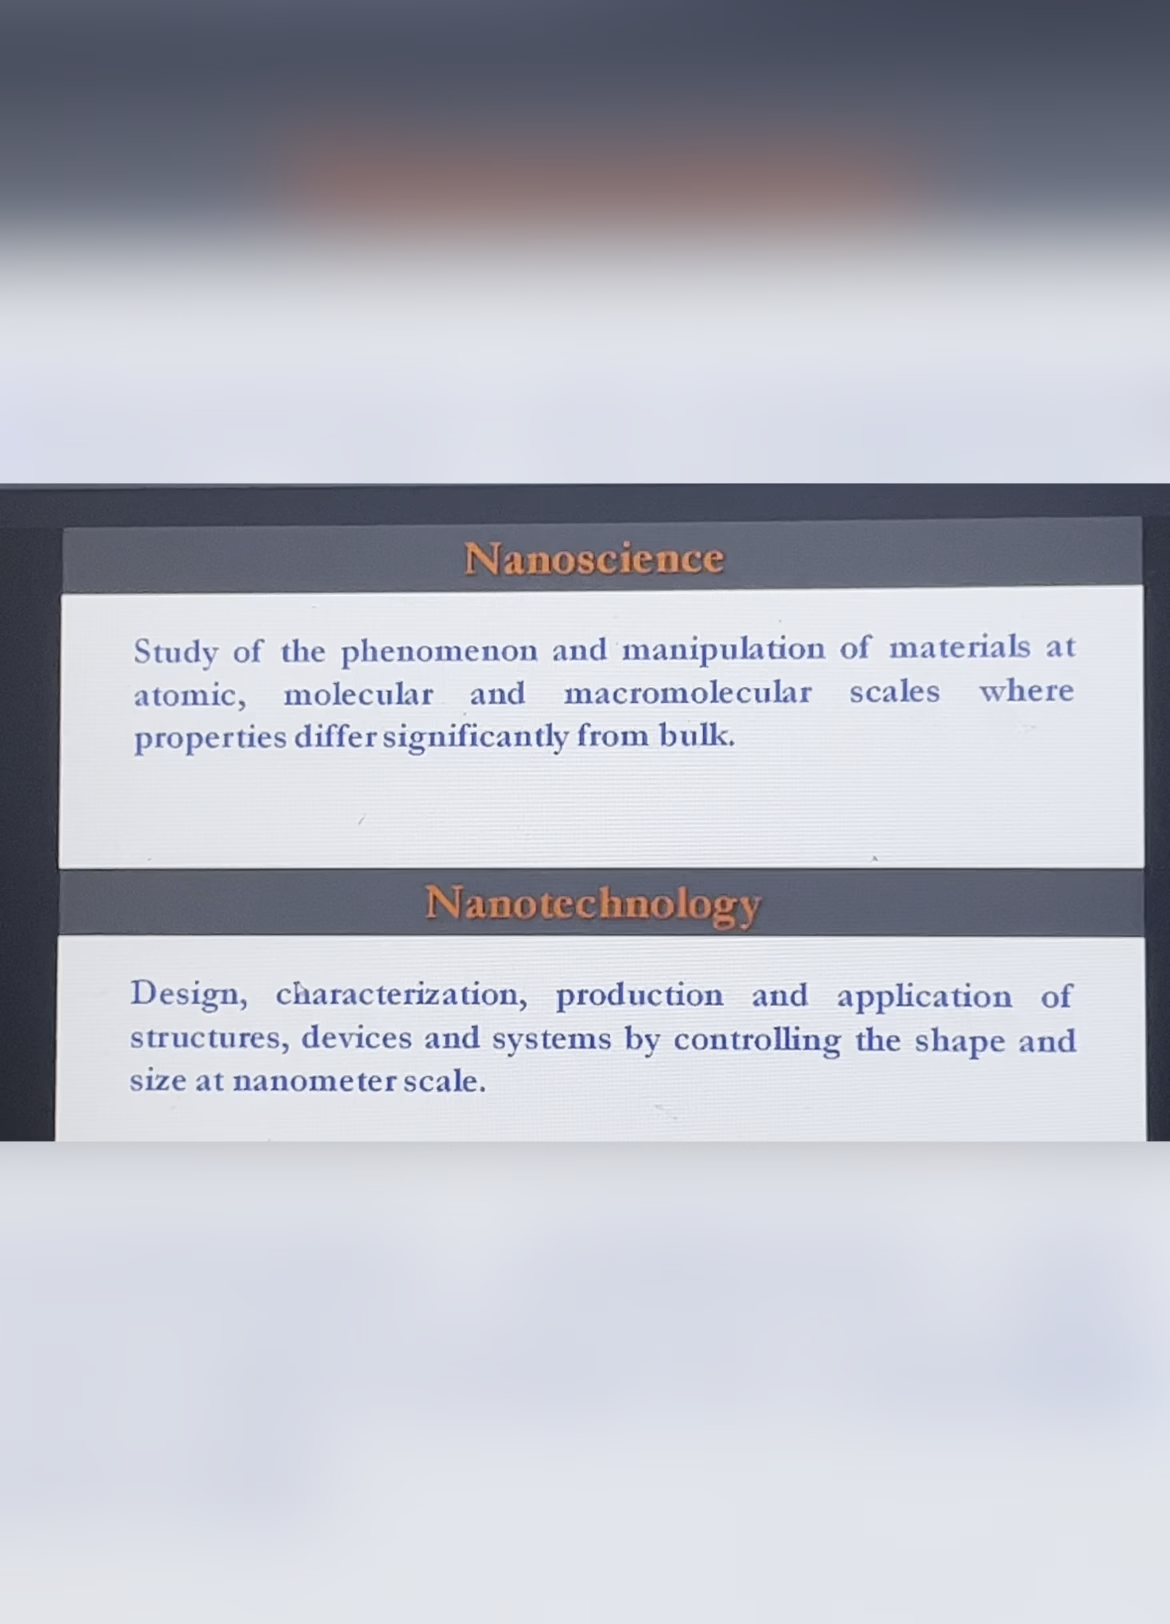 Nanoscience
Study of the phenomenon and manipulation of materials at
atomic, molecular and macromolecular scales where
properties differ significantly from bulk.
Nanotechnology
Design, characterization, production and application of
structures, devices and systems by controlling the shape and
size at nanometer scale.